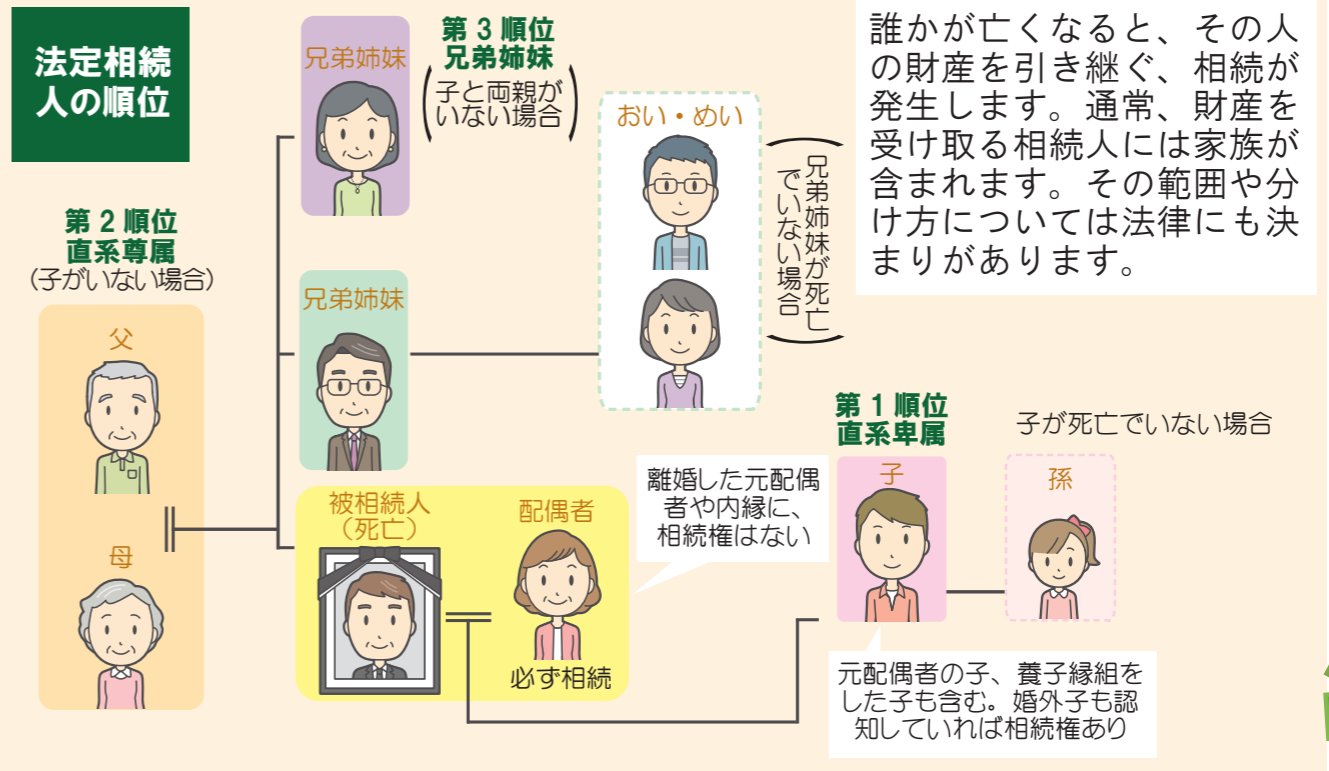 法定相続
人の順位
兄弟姉妹
第3順位
兄弟姉妹
(子と両親が
いない場合)
おい・めい
(兄弟姉妹が死亡
でいない場合)
誰かが亡くなると、その人
の財産を引き継ぐ、相続が
発生します。通常、財産を
受け取る相続人には家族が
含まれます。その範囲や分
け方については法律にも決
まりがあります。
第2順位
直系尊属
(子がいない場合)
父
母
兄弟姉妹
被相続人
(死亡)
配偶者
必ず相続
離婚した元配偶
者や内縁に、
相続権はない
第1順位
直系卑属
子
子が死亡でいない場合
孫
元配偶者の子、養子縁組を
した子も含む。婚外子も認
知していれば相続権あり